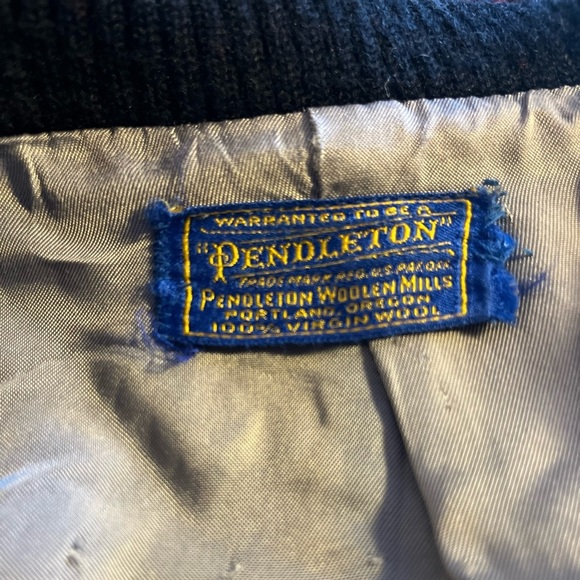 WARRANTED TO BE A
"PENDLETON"
TRADE MARK REG. U.S. PAT. OFF.
PENDLETON WOOLEN MILLS
PORTLAND, OREGON
100% VIRGIN WOOL